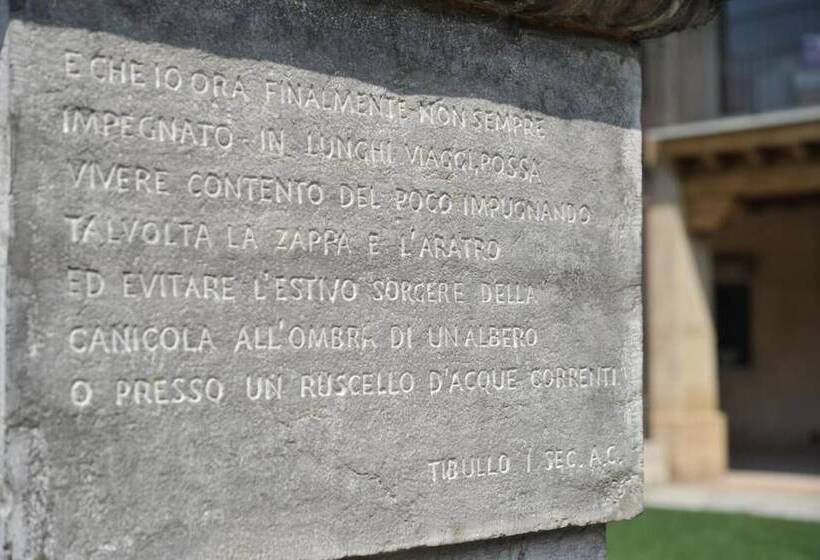 E CHE IO ORA FINALMENTE NON SEMPRE
IMPEGNATO - IN LUNGHI VIAGGI, POSSA
VIVERE CONTENTO DEL POCO IMPUGNANDO
TALVOLTA LA ZAPPA E L'ARATRO
ED EVITARE L'ESTIVO SORGERE DELLA
CANICOLA ALL'OMBRA DI UN ALBERO
O PRESSO UN RUSCELLO D'ACQUE CORRENTI.
TIBULLO I SEC. A.C.